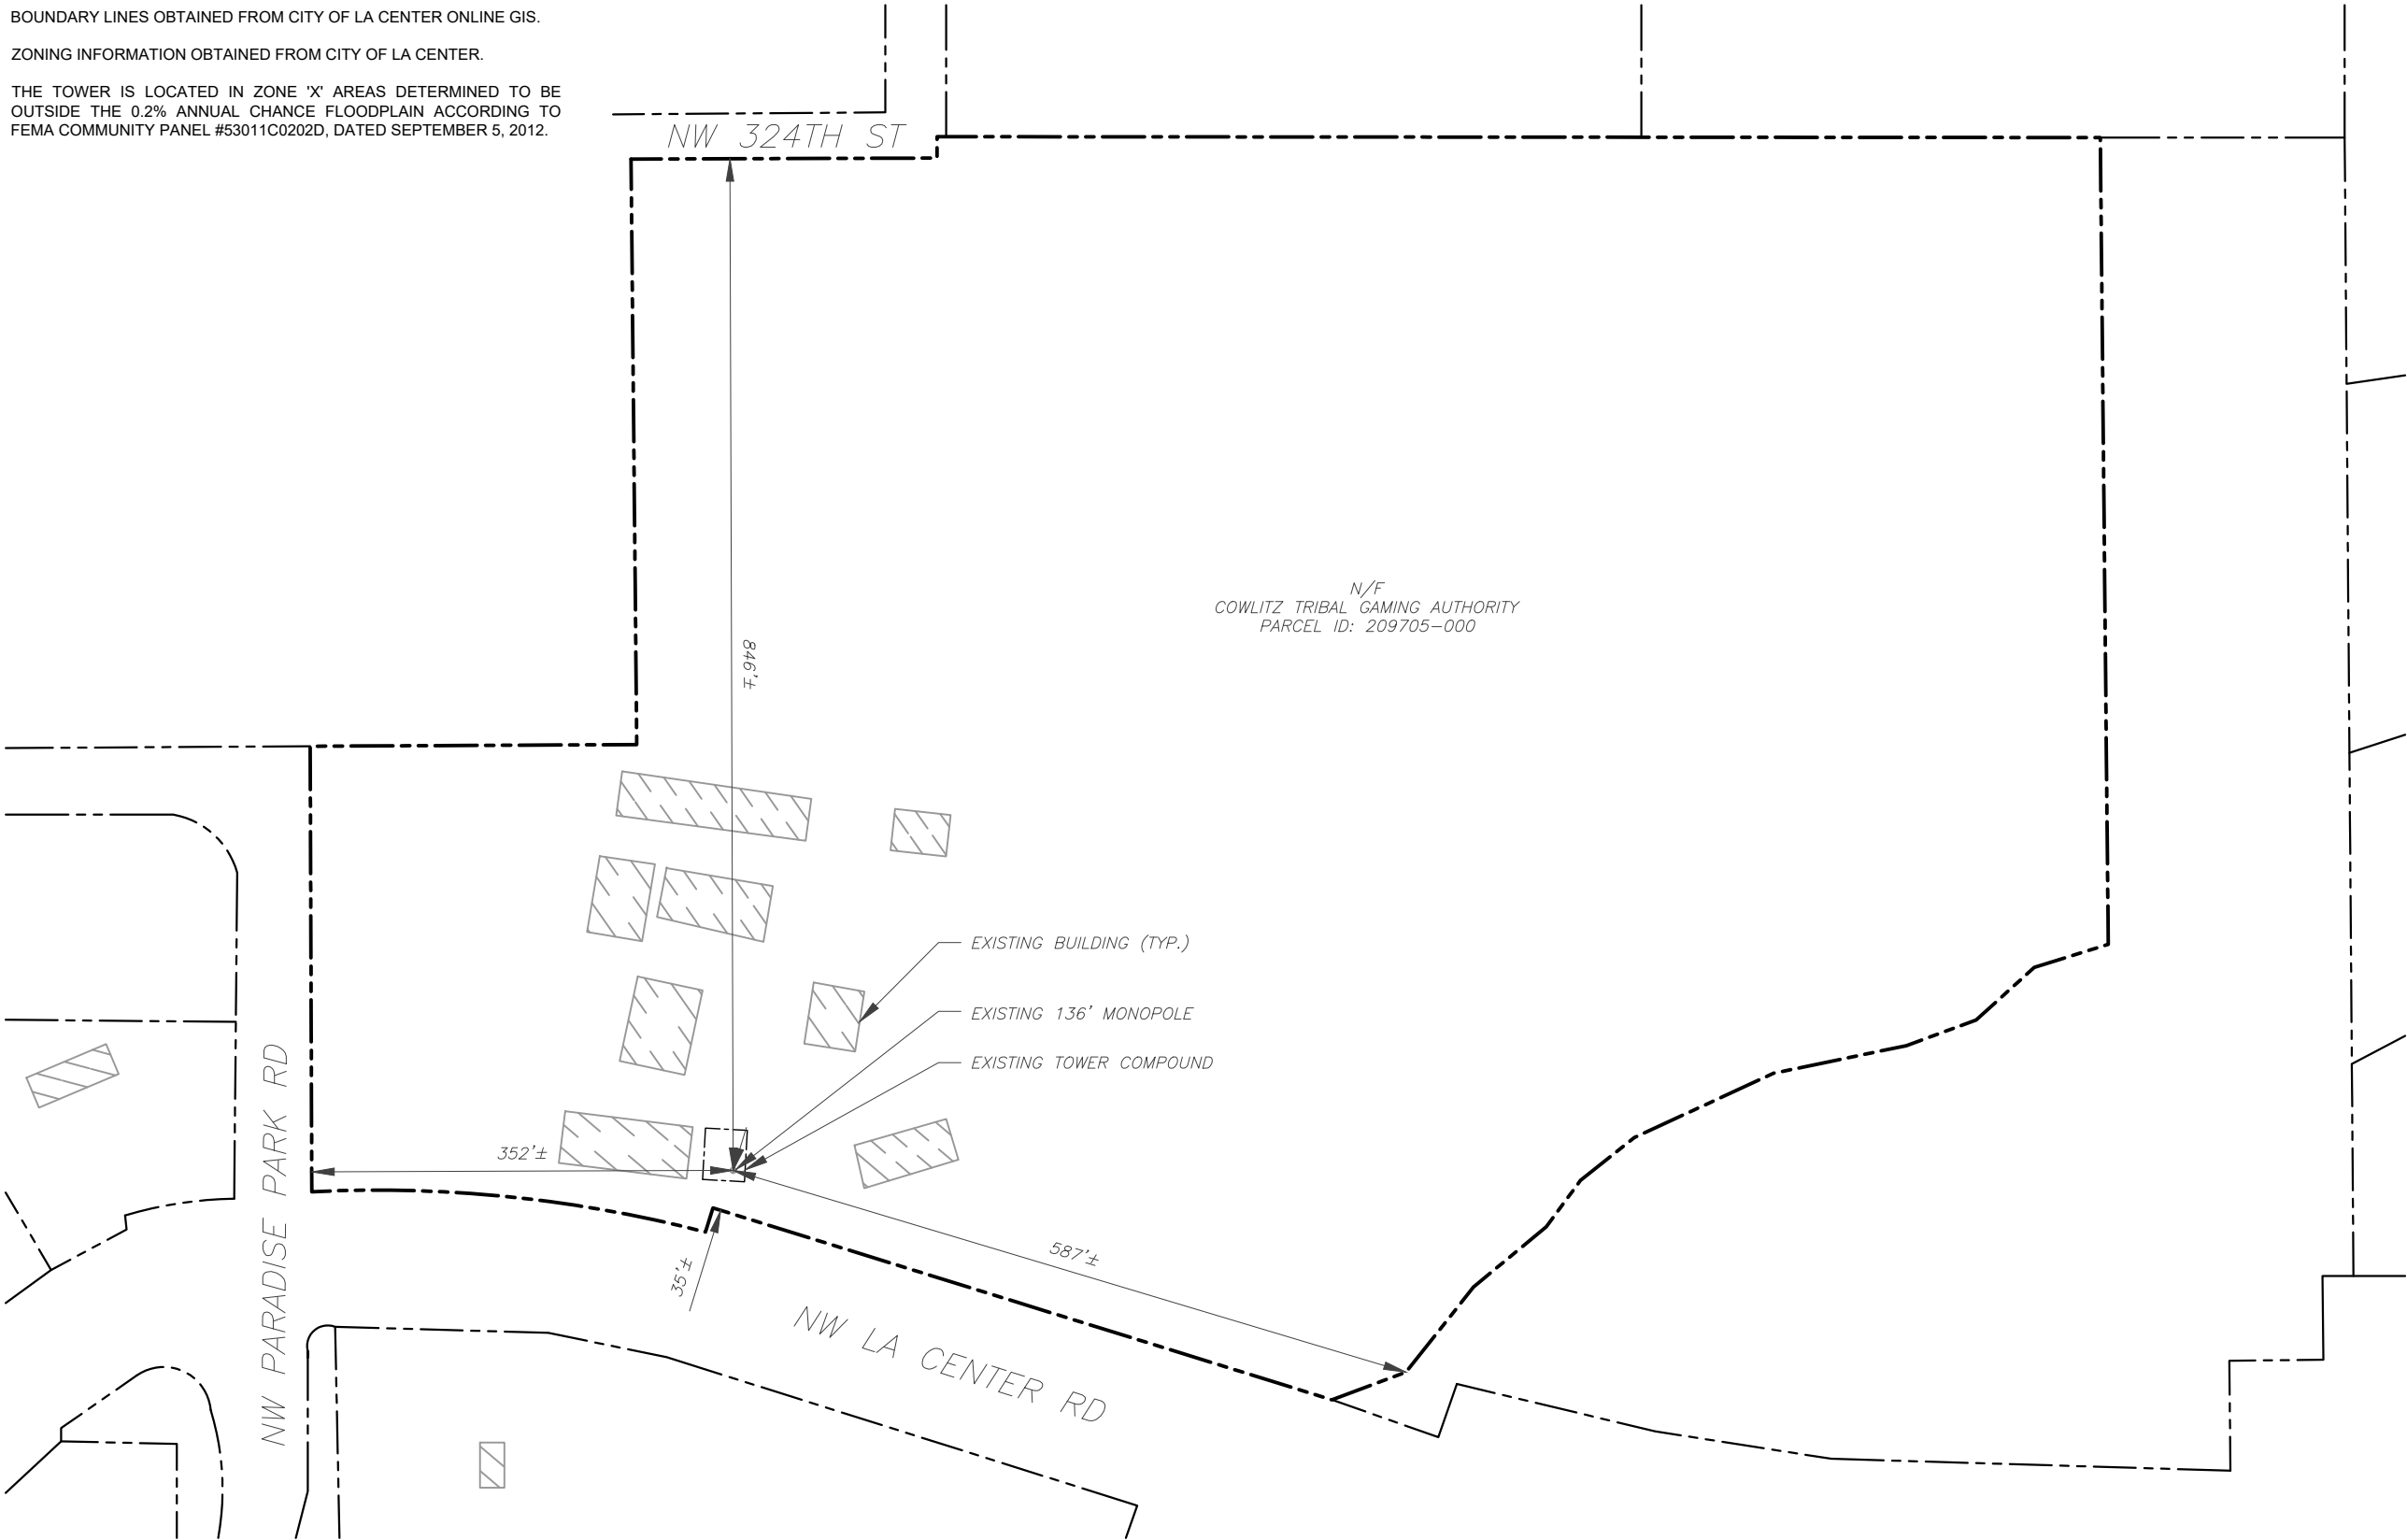 BOUNDARY LINES OBTAINED FROM CITY OF LA CENTER ONLINE GIS.
ZONING INFORMATION OBTAINED FROM CITY OF LA CENTER.
THE TOWER IS LOCATED IN ZONE 'X' AREAS DETERMINED TO BE
OUTSIDE THE 0.2% ANNUAL CHANCE FLOODPLAIN ACCORDING TO
FEMA COMMUNITY PANEL #53011C0202D, DATED SEPTEMBER 5, 2012.
NW 324TH ST
N/F
COWLITZ TRIBAL GAMING AUTHORITY
PARCEL ID: 209705-000
846'±
EXISTING BUILDING (TYP.)
EXISTING 136' MONOPOLE
EXISTING TOWER COMPOUND
352'±
NW PARADISE PARK RD
587'±
35'±
NW LA CENTER RD